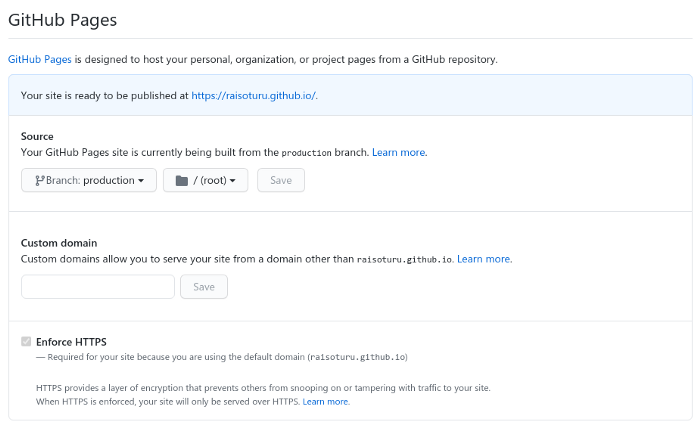 GitHub Pages
GitHub Pages is designed to host your personal, organization, or project pages from a GitHub repository.
Your site is ready to be published at https://raisoturu.github.io/.
Source
Your GitHub Pages site is currently being built from the production branch. Learn more.
Branch: production / (root) Save
Custom domain
Custom domains allow you to serve your site from a domain other than raisoturu.github.io. Learn more.
Save
Enforce HTTPS
— Required for your site because you are using the default domain (raisoturu.github.io)
HTTPS provides a layer of encryption that prevents others from snooping on or tampering with traffic to your site.
When HTTPS is enforced, your site will only be served over HTTPS. Learn more.